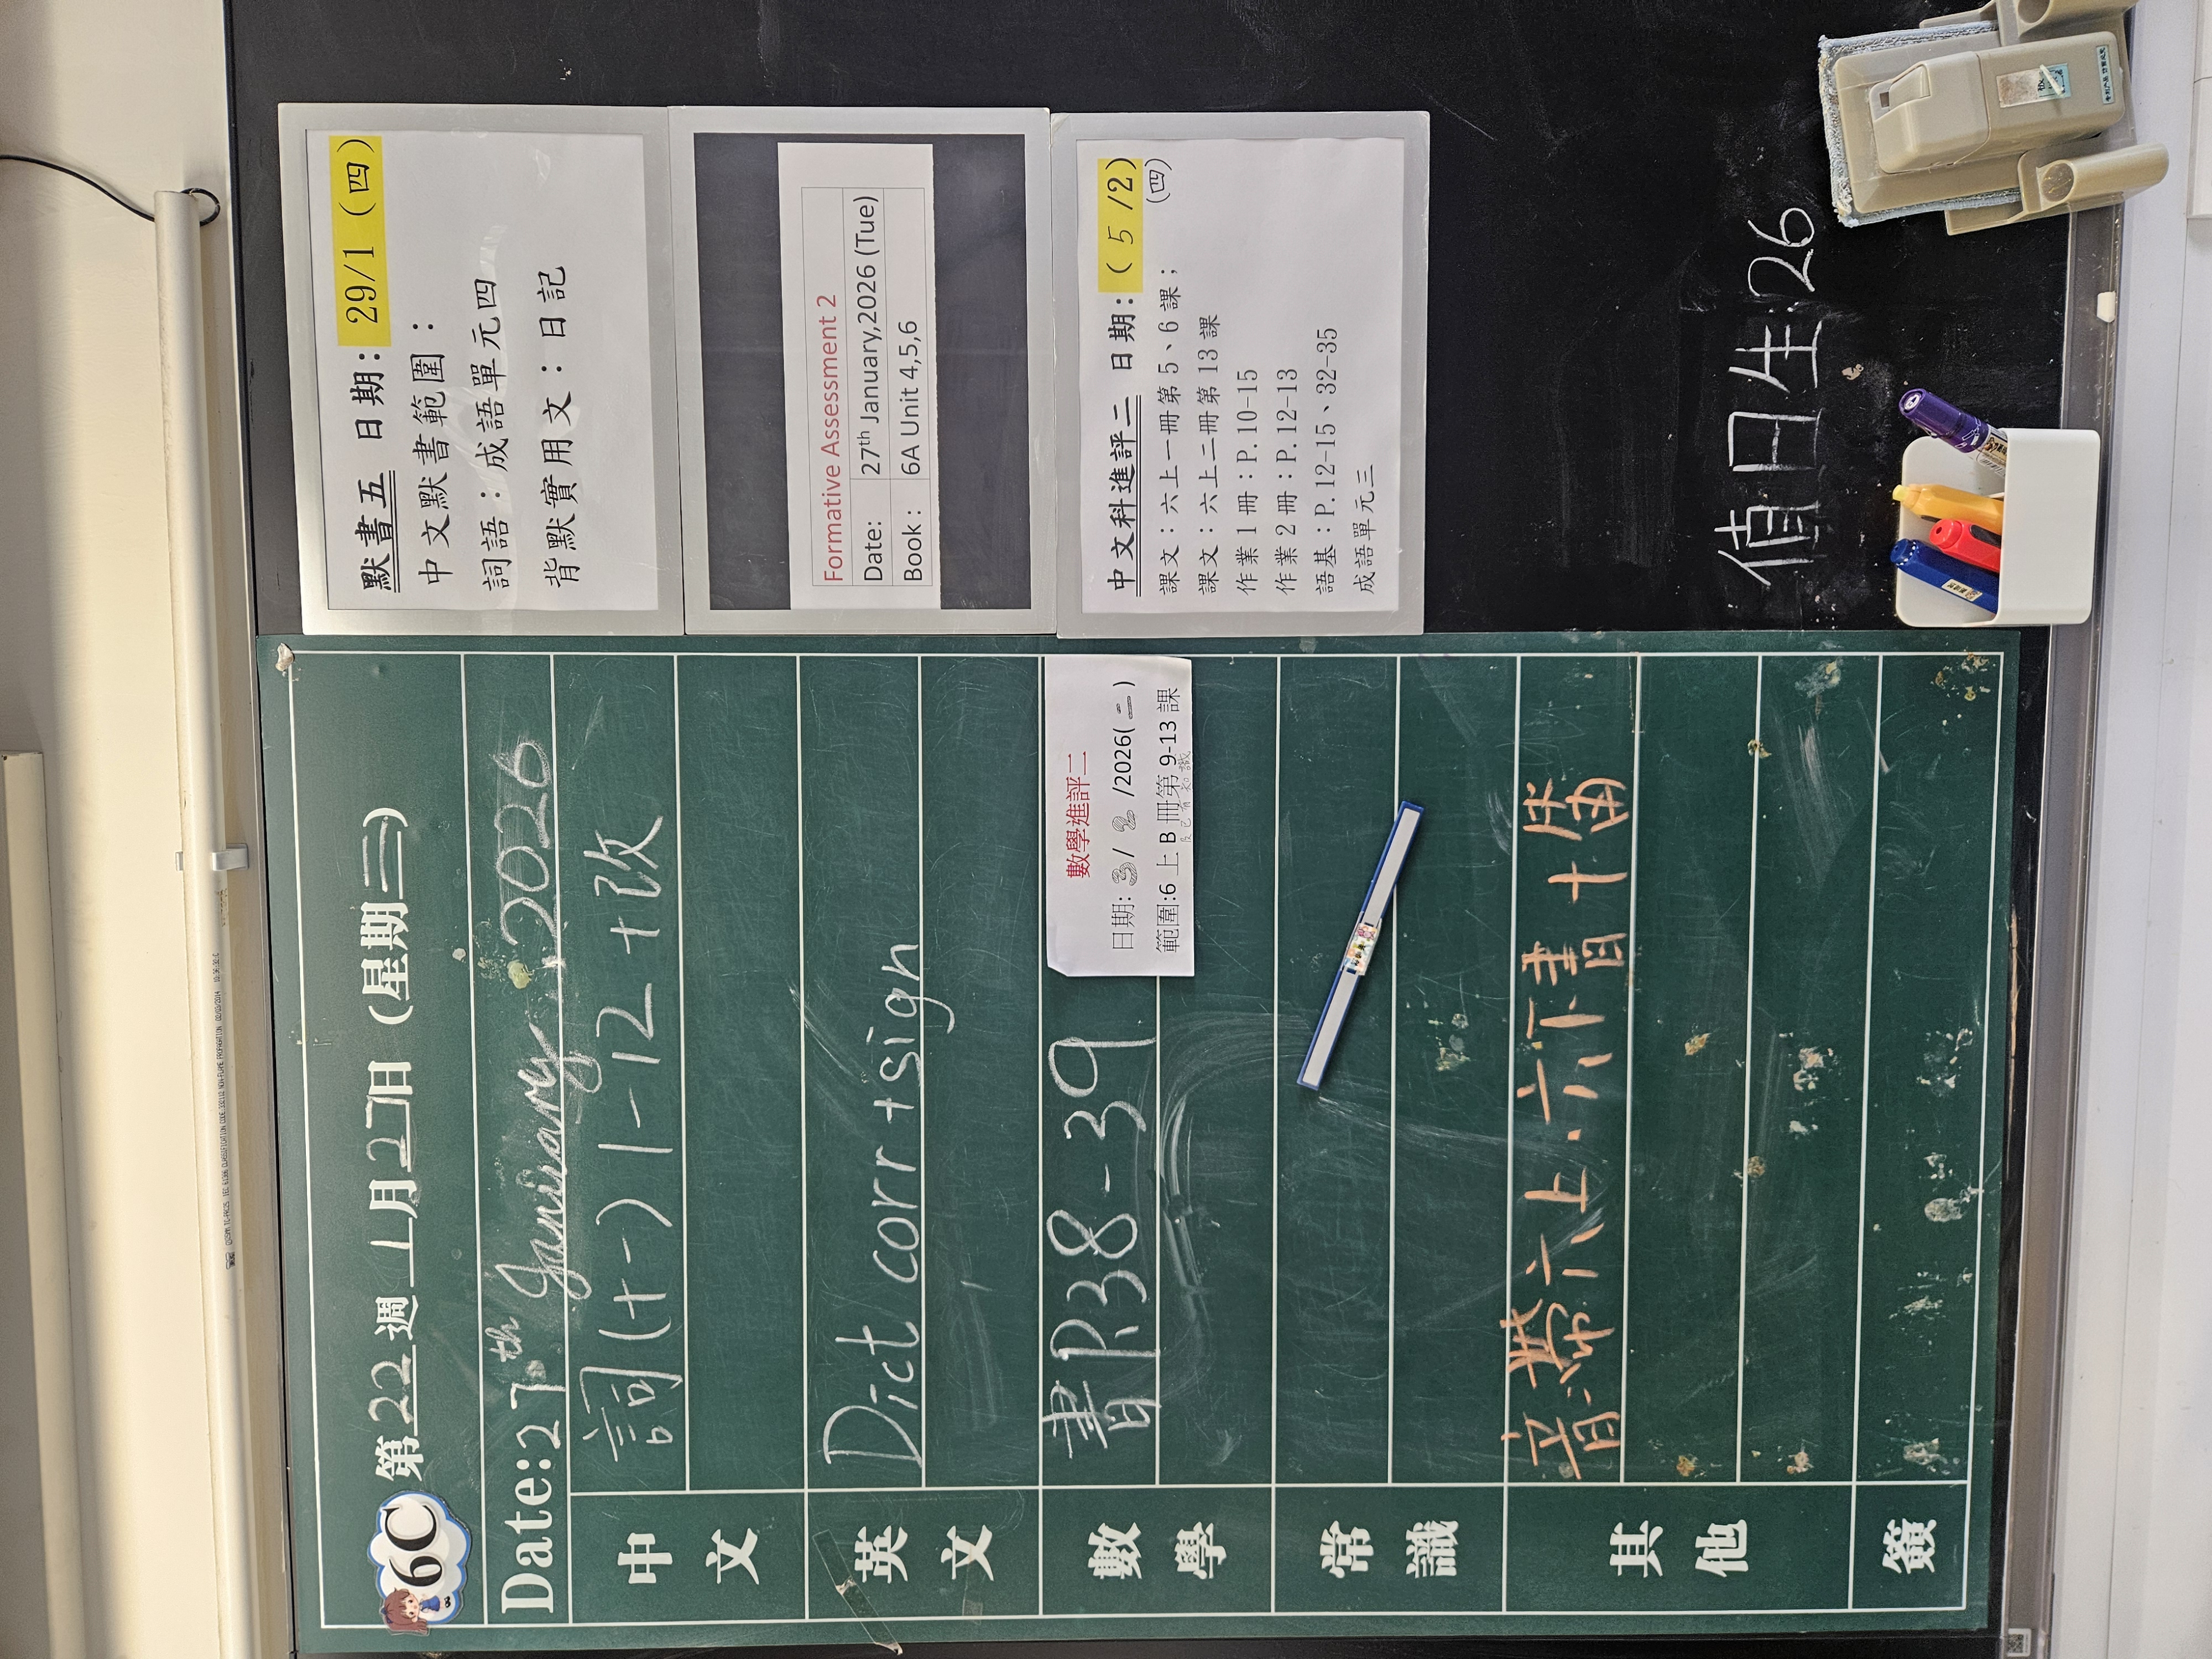 6C 第22週 1月27日(星期二)
Date:27th January 2026
中文 詞(十一)1-12+改
英文 Dict corr+sign
數學 書P.38-39
數學進評二
日期:3/2/2026(二)
範圍:6上B冊第9-13課
常識
其他 音:帶六上.六下書+笛
簽
默書五 日期:29/1(四)
中文默書範圍:
詞語:成語單元四
背默實用文:日記
Formative Assessment 2
Date: 27th January,2026 (Tue)
Book: 6A Unit 4,5,6
中文科進評二 日期:(5/2)
(四)
課文:六上一冊第5、6課;
課文:六上二冊第13課
作業1冊:P.10-15
作業2冊:P.12-13
語基:P.12-15、32-35
成語單元三
值日生:26